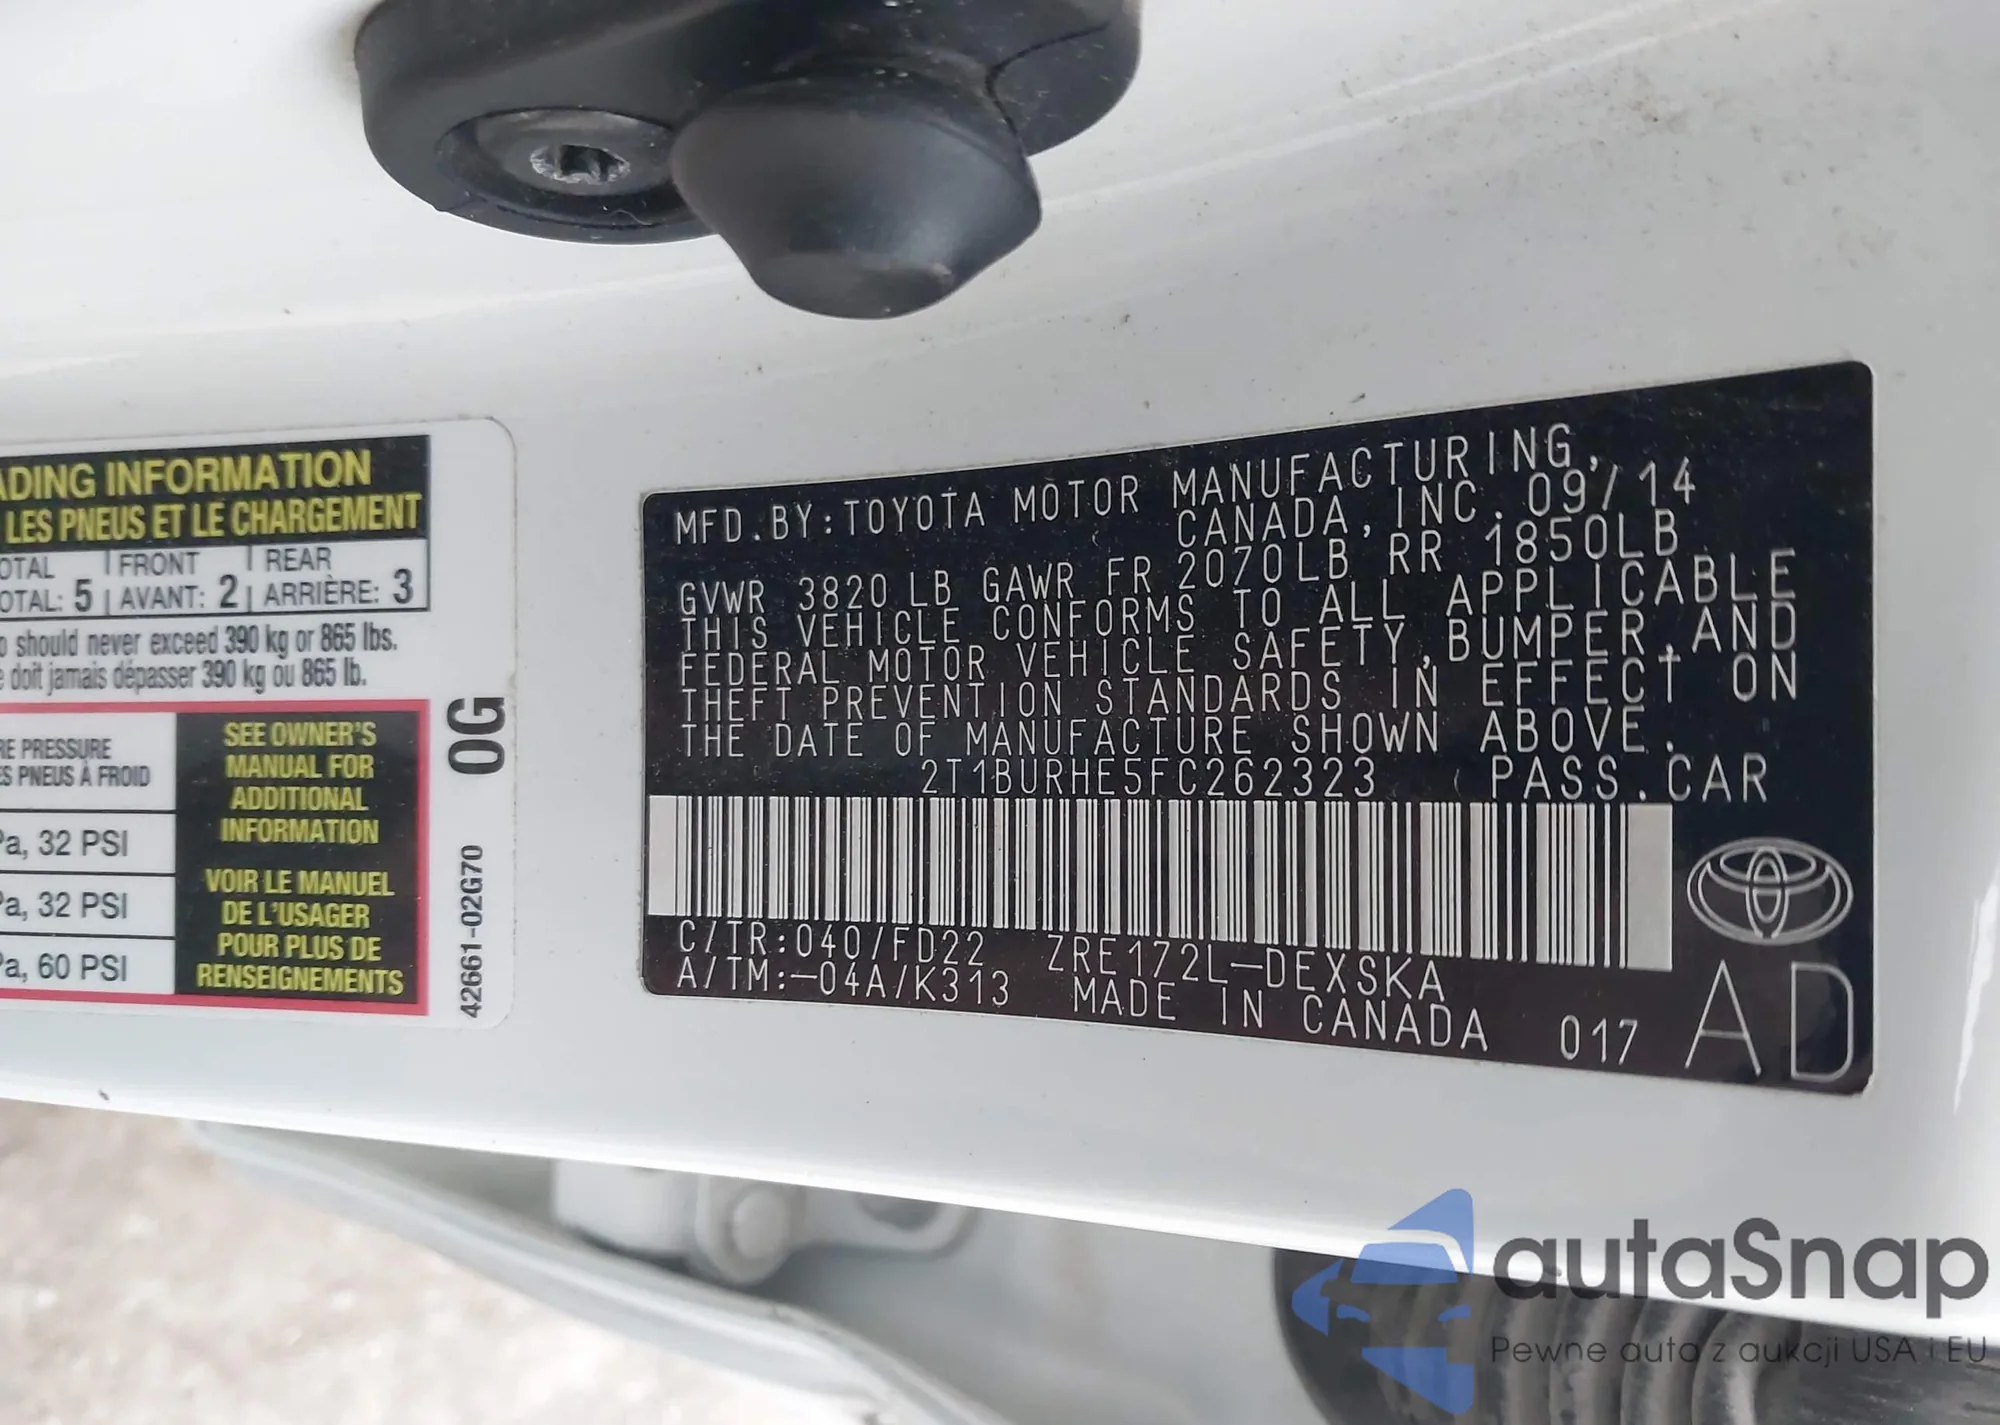 ADING INFORMATION
LES PNEUS ET LE CHARGEMENT
OTAL FRONT REAR
OTAL: 5 AVANT: 2 ARRIÈRE: 3
o should never exceed 390 kg or 865 lbs.
e doit jamais dépasser 390 kg ou 865 lb.
RE PRESSURE
ES PNEUS À FROID
Pa, 32 PSI
Pa, 32 PSI
Pa, 60 PSI
SEE OWNER'S
MANUAL FOR
ADDITIONAL
INFORMATION
VOIR LE MANUEL
DE L'USAGER
POUR PLUS DE
RENSEIGNEMENTS
0G
42661-02G70
MFD.BY:TOYOTA MOTOR MANUFACTURING,
CANADA, INC. 09/14
GVWR 3820 LB GAWR FR 2070LB RR 1850LB
THIS VEHICLE CONFORMS TO ALL APPLICABLE
FEDERAL MOTOR VEHICLE SAFETY,BUMPER,AND
THEFT PREVENTION STANDARDS IN EFFECT ON
THE DATE OF MANUFACTURE SHOWN ABOVE.
2T1BURHE5FC262323 PASS.CAR
C/TR:040/FD22 ZRE172L-DEXSKA
A/TM:-04A/K313 MADE IN CANADA 017 AD
autaSnap
Pewne auta z aukcji USA i EU